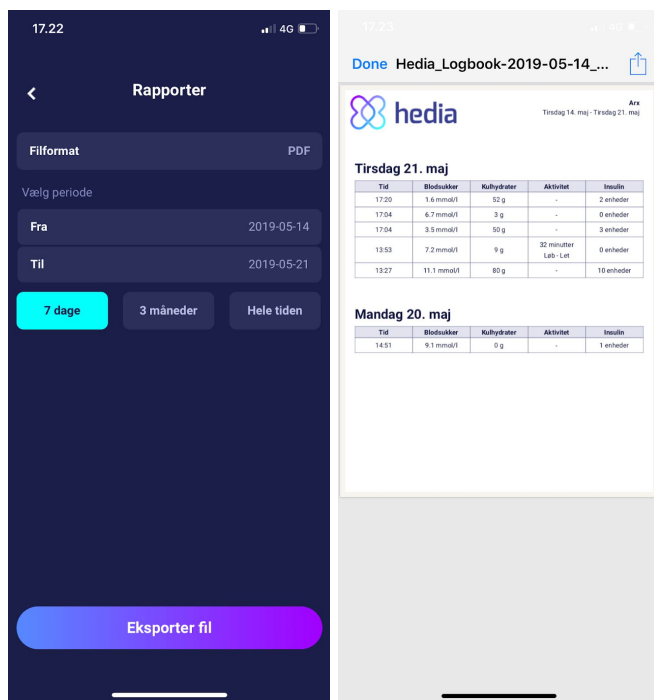 17.22
4G
Rapporter
Filformat PDF
Vælg periode
Fra 2019-05-14
Til 2019-05-21
7 dage 3 måneder Hele tiden
Eksporter fil
17.23
4G
Done Hedia_Logbook-2019-05-14_...
hedia
Arx
Tirsdag 14. maj - Tirsdag 21. maj
Tirsdag 21. maj
Tid Blodsukker Kulhydrater Aktivitet Insulin
17:20 1.6 mmol/l 52 g - 2 enheder
17:04 6.7 mmol/l 3 g - 0 enheder
17:04 3.5 mmol/l 50 g - 3 enheder
13:53 7.2 mmol/l 9 g 32 minutter
Løb - Let 0 enheder
13:27 11.1 mmol/l 80 g - 10 enheder
Mandag 20. maj
Tid Blodsukker Kulhydrater Aktivitet Insulin
14:51 9.1 mmol/l 0 g - 1 enheder